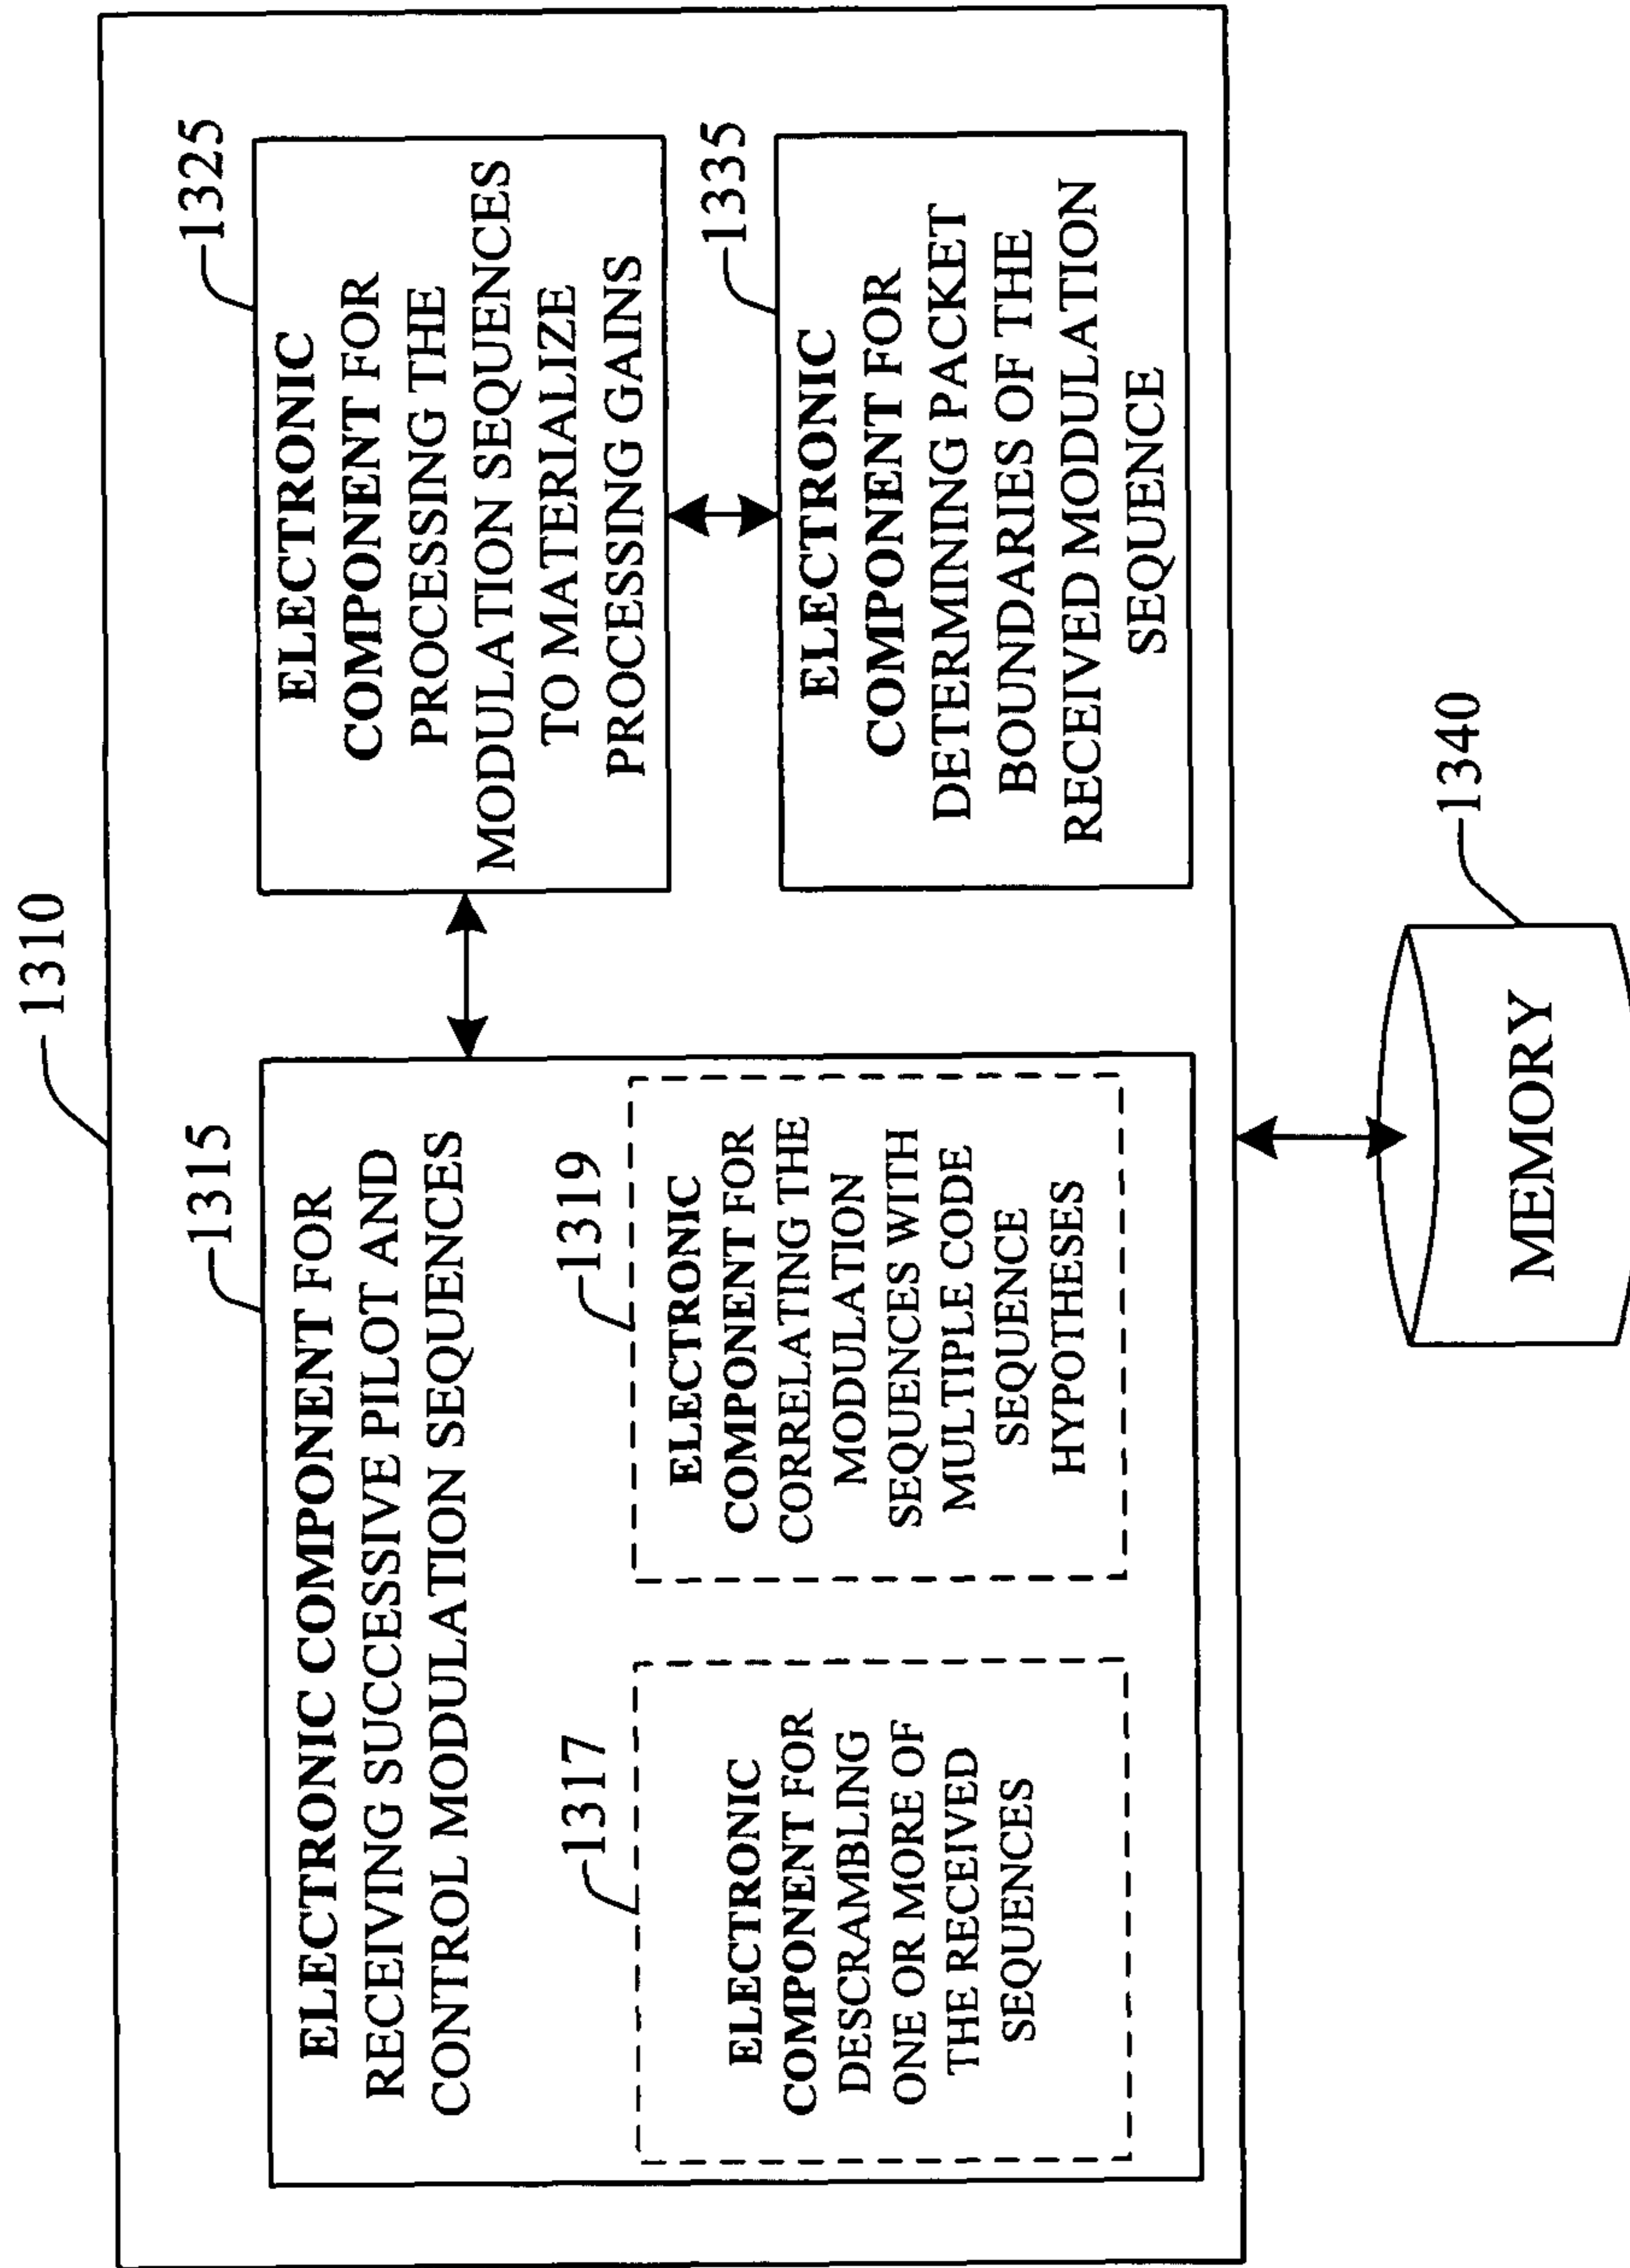 1310
1315
ELECTRONIC COMPONENT FOR
RECEIVING SUCCESSIVE PILOT AND
CONTROL MODULATION SEQUENCES
1317
ELECTRONIC
COMPONENT FOR
DESCRAMBLING
ONE OR MORE OF
THE RECEIVED
SEQUENCES
1319
ELECTRONIC
COMPONENT FOR
CORRELATING THE
MODULATION
SEQUENCES WITH
MULTIPLE CODE
SEQUENCE
HYPOTHESES
1325
ELECTRONIC
COMPONENT FOR
PROCESSING THE
MODULATION SEQUENCES
TO MATERIALIZE
PROCESSING GAINS
1335
ELECTRONIC
COMPONENT FOR
DETERMINING PACKET
BOUNDARIES OF THE
RECEIVED MODULATION
SEQUENCE
1340
MEMORY